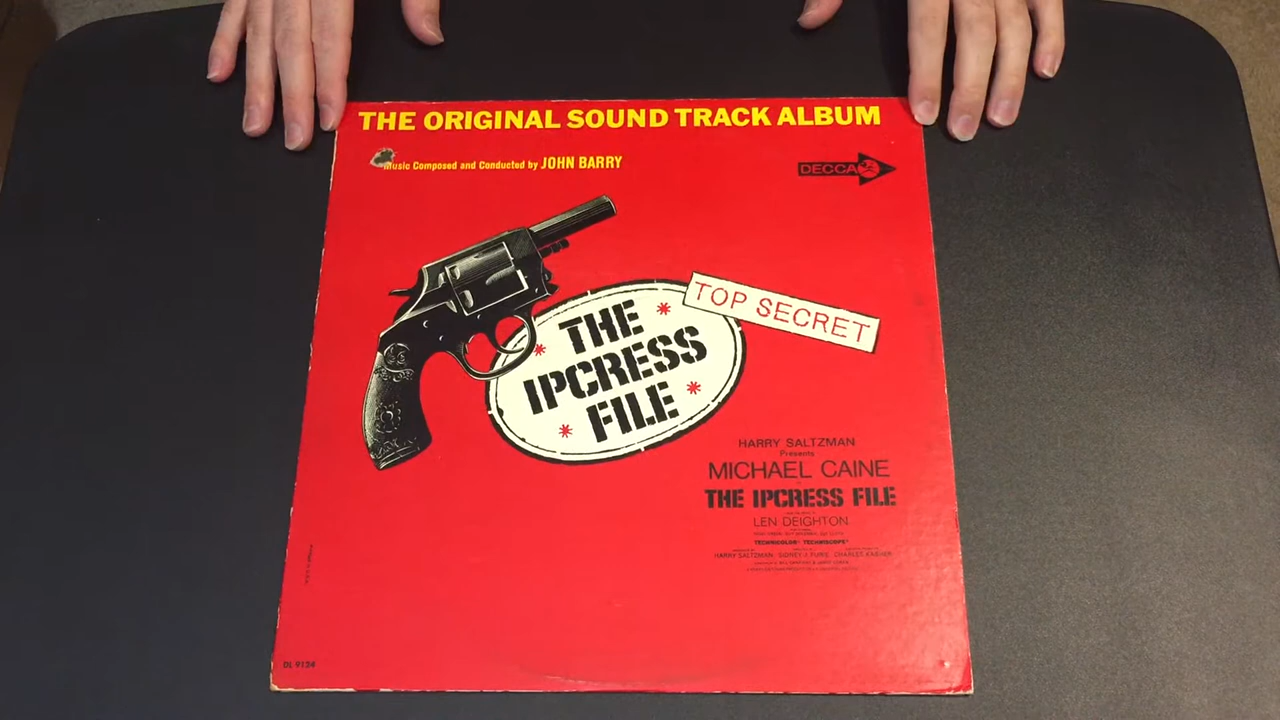 THE ORIGINAL SOUND TRACK ALBUM
Music Composed and Conducted by JOHN BARRY
DECCA
TOP SECRET
THE
IPCRESS
FILE
HARRY SALTZMAN
Presents
MICHAEL CAINE
THE IPCRESS FILE
LEN DEIGHTON
TECHNICOLOR® TECHNISCOPE®
HARRY SALTZMAN SIDNEY J. FURIE CHARLES KASHER
DL 9124